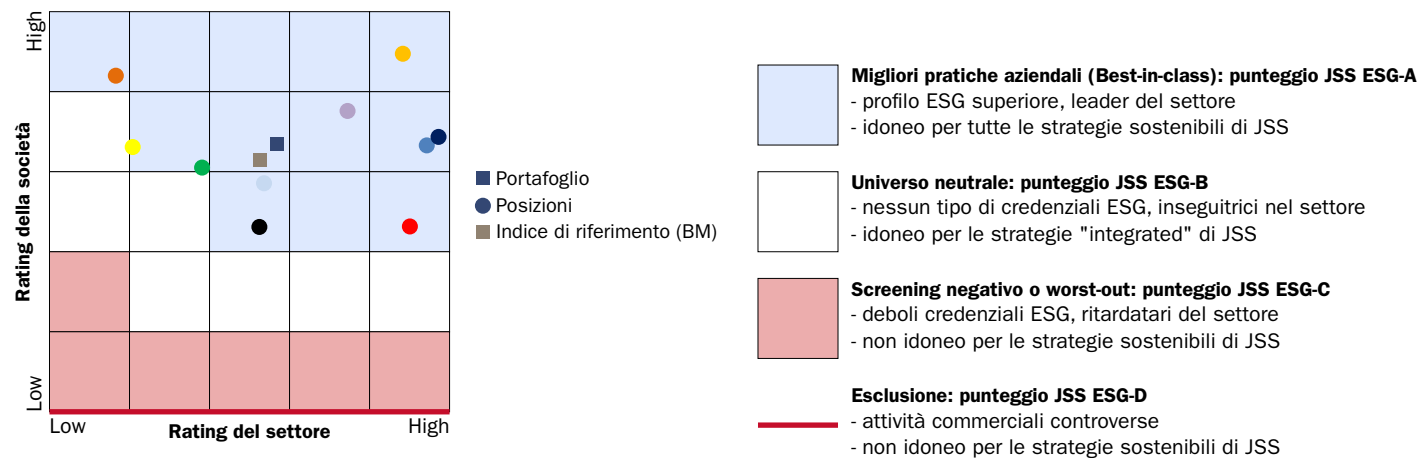 High
Rating della società
Low
Low
Rating del settore
High
Portafoglio
Posizioni
Indice di riferimento (BM)
Migliori pratiche aziendali (Best-in-class): punteggio JSS ESG-A
- profilo ESG superiore, leader del settore
- idoneo per tutte le strategie sostenibili di JSS
Universo neutrale: punteggio JSS ESG-B
- nessun tipo di credenziali ESG, inseguitrici nel settore
- idoneo per le strategie "integrated" di JSS
Screening negativo o worst-out: punteggio JSS ESG-C
- deboli credenziali ESG, ritardatari del settore
- non idoneo per le strategie sostenibili di JSS
Esclusione: punteggio JSS ESG-D
- attività commerciali controverse
- non idoneo per le strategie sostenibili di JSS